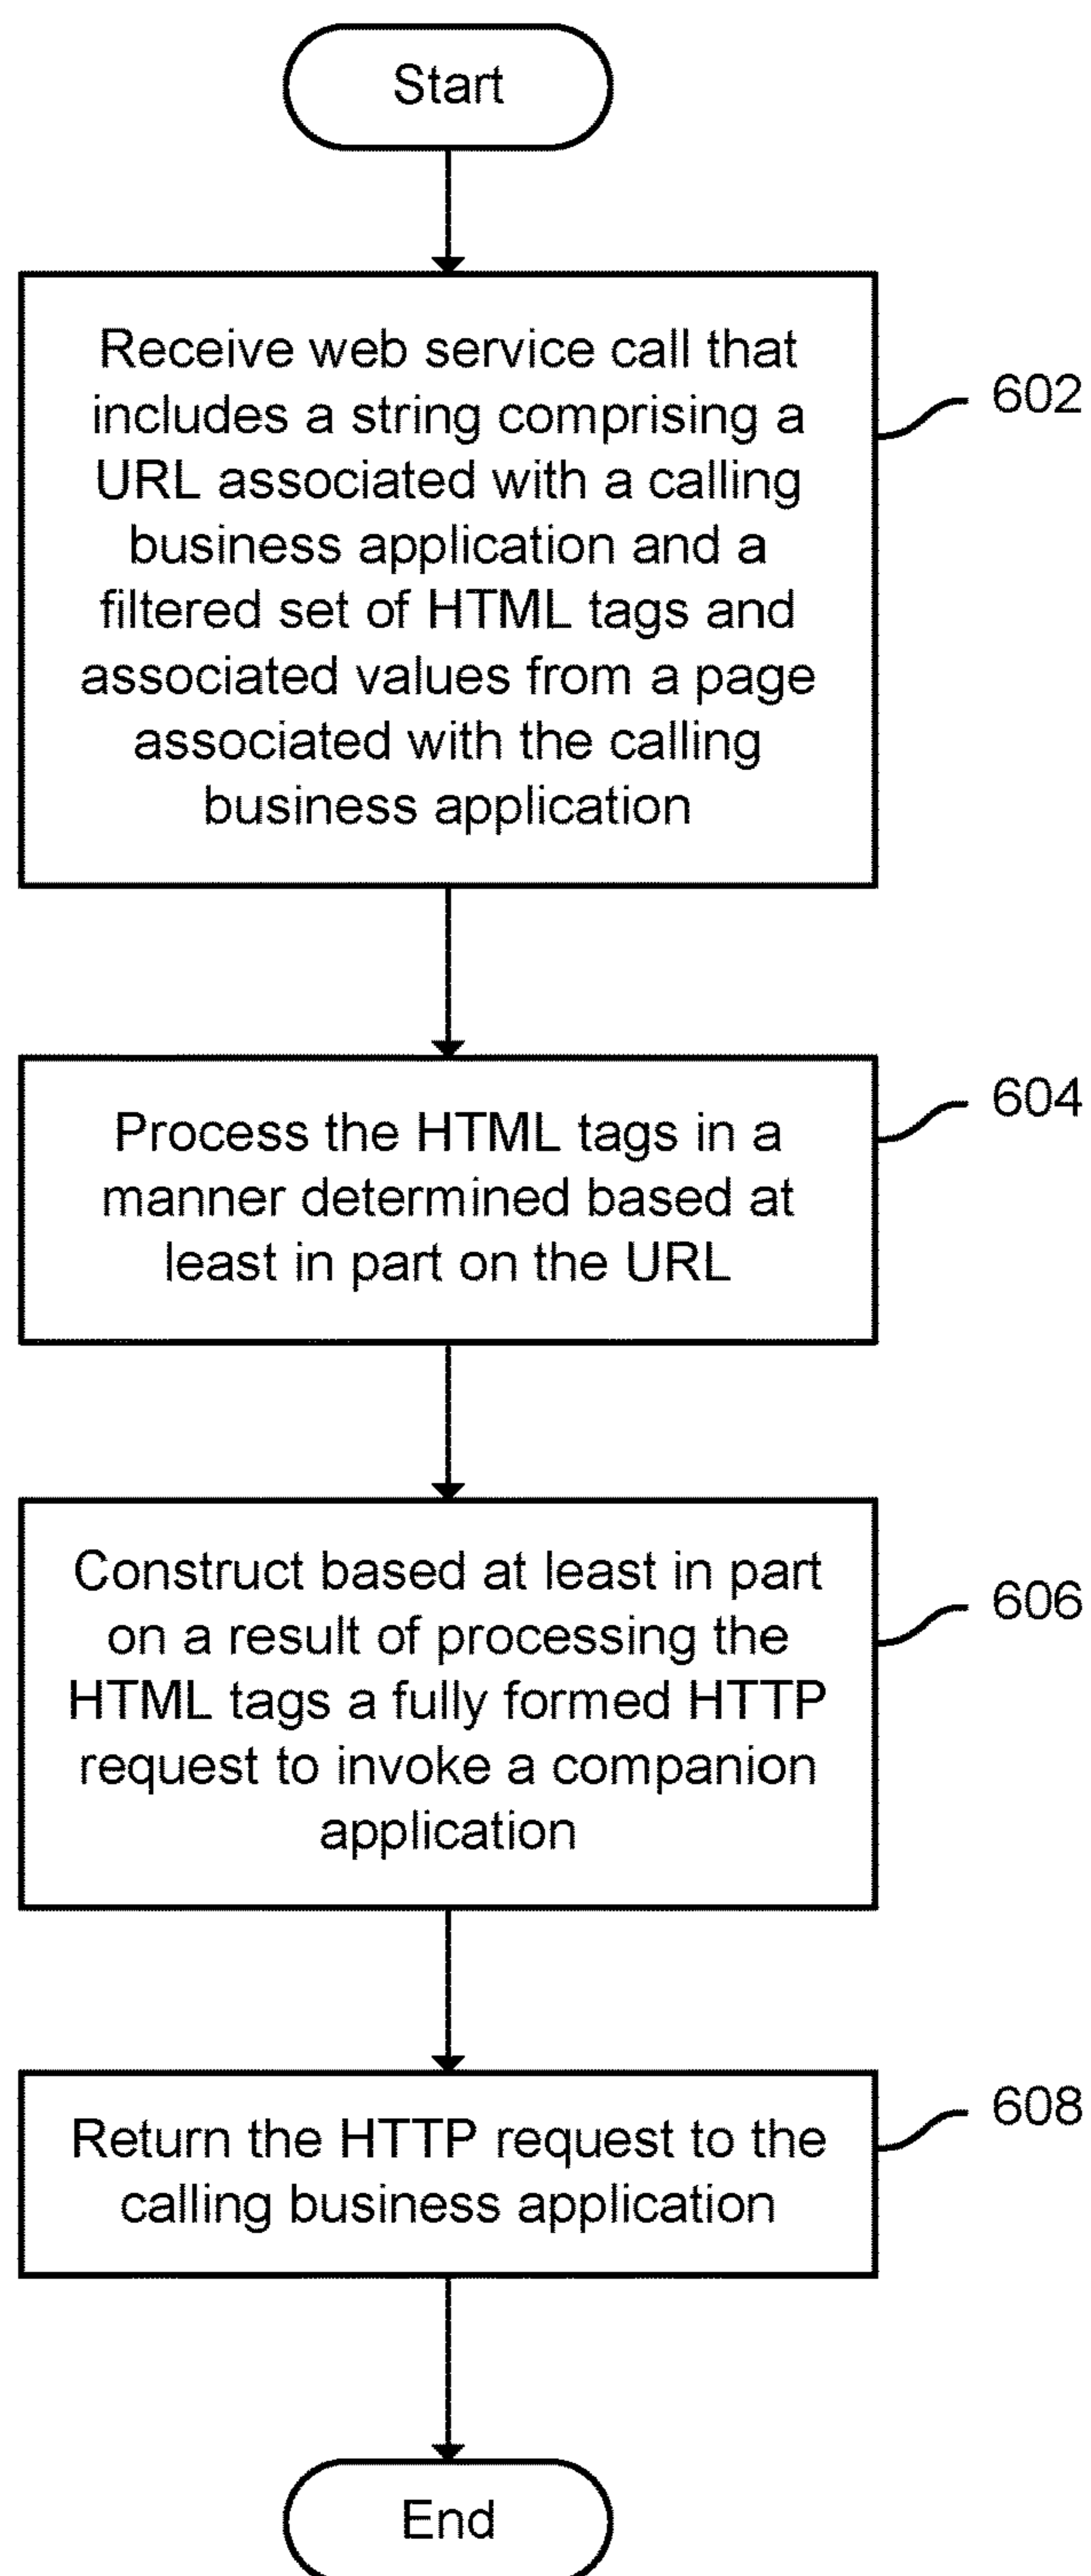 Start
Receive web service call that
includes a string comprising a
URL associated with a calling
business application and a
filtered set of HTML tags and
associated values from a page
associated with the calling
business application
602
Process the HTML tags in a
manner determined based at
least in part on the URL
604
Construct based at least in part
on a result of processing the
HTML tags a fully formed HTTP
request to invoke a companion
application
606
Return the HTTP request to the
calling business application
608
End